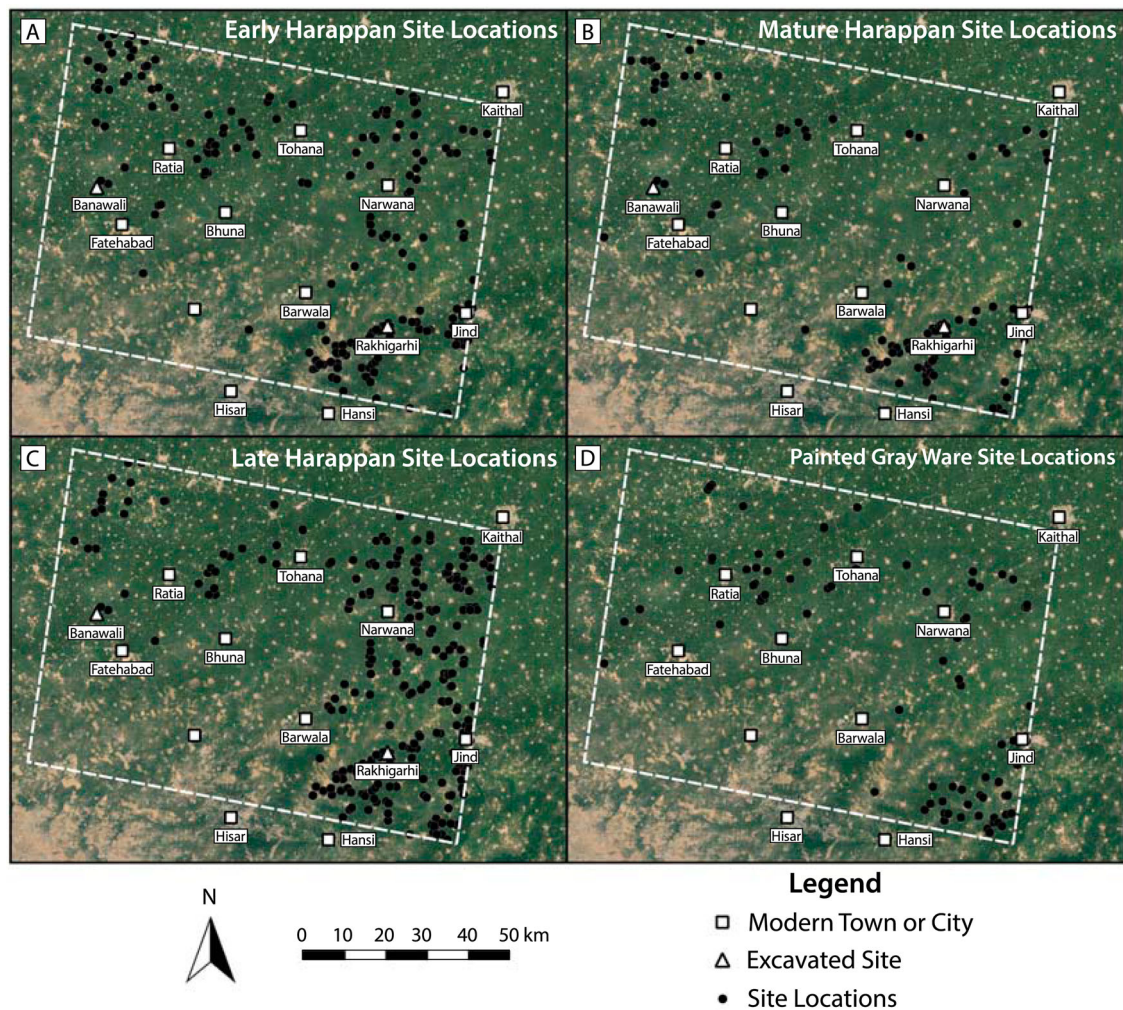 A
Early Harappan Site Locations
Kaithal
Tohana
Ratia
Banawali
Narwana
Fatehabad
Bhuna
Barwala
Jind
Rakhigarhi
Hisar
Hansi
B
Mature Harappan Site Locations
Kaithal
Tohana
Ratia
Banawali
Narwana
Fatehabad
Bhuna
Barwala
Jind
Rakhigarhi
Hisar
Hansi
C
Late Harappan Site Locations
Kaithal
Tohana
Ratia
Banawali
Narwana
Fatehabad
Bhuna
Barwala
Jind
Rakhigarhi
Hisar
Hansi
D
Painted Gray Ware Site Locations
Kaithal
Tohana
Ratia
Narwana
Fatehabad
Bhuna
Barwala
Jind
Hisar
Hansi
N
0 10 20 30 40 50 km
Legend
Modern Town or City
Excavated Site
Site Locations